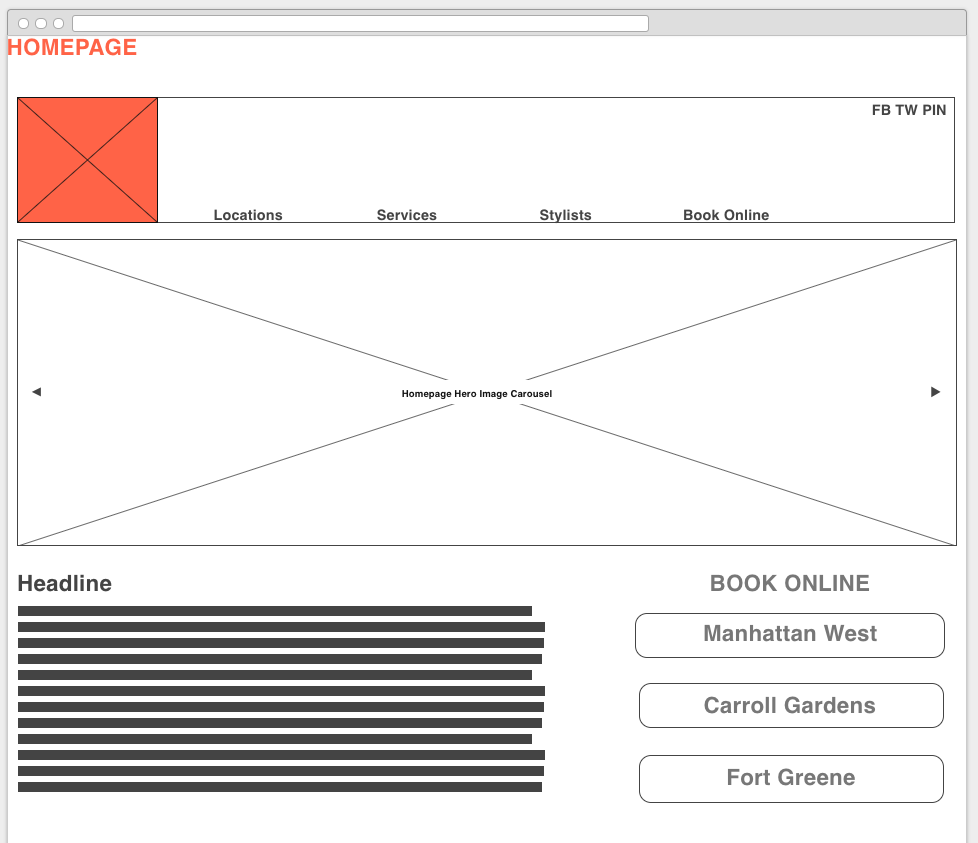 HOMEPAGE
FB TW PIN
Locations Services Stylists Book Online
Homepage Hero Image Carousel
Headline
BOOK ONLINE
Manhattan West
Carroll Gardens
Fort Greene